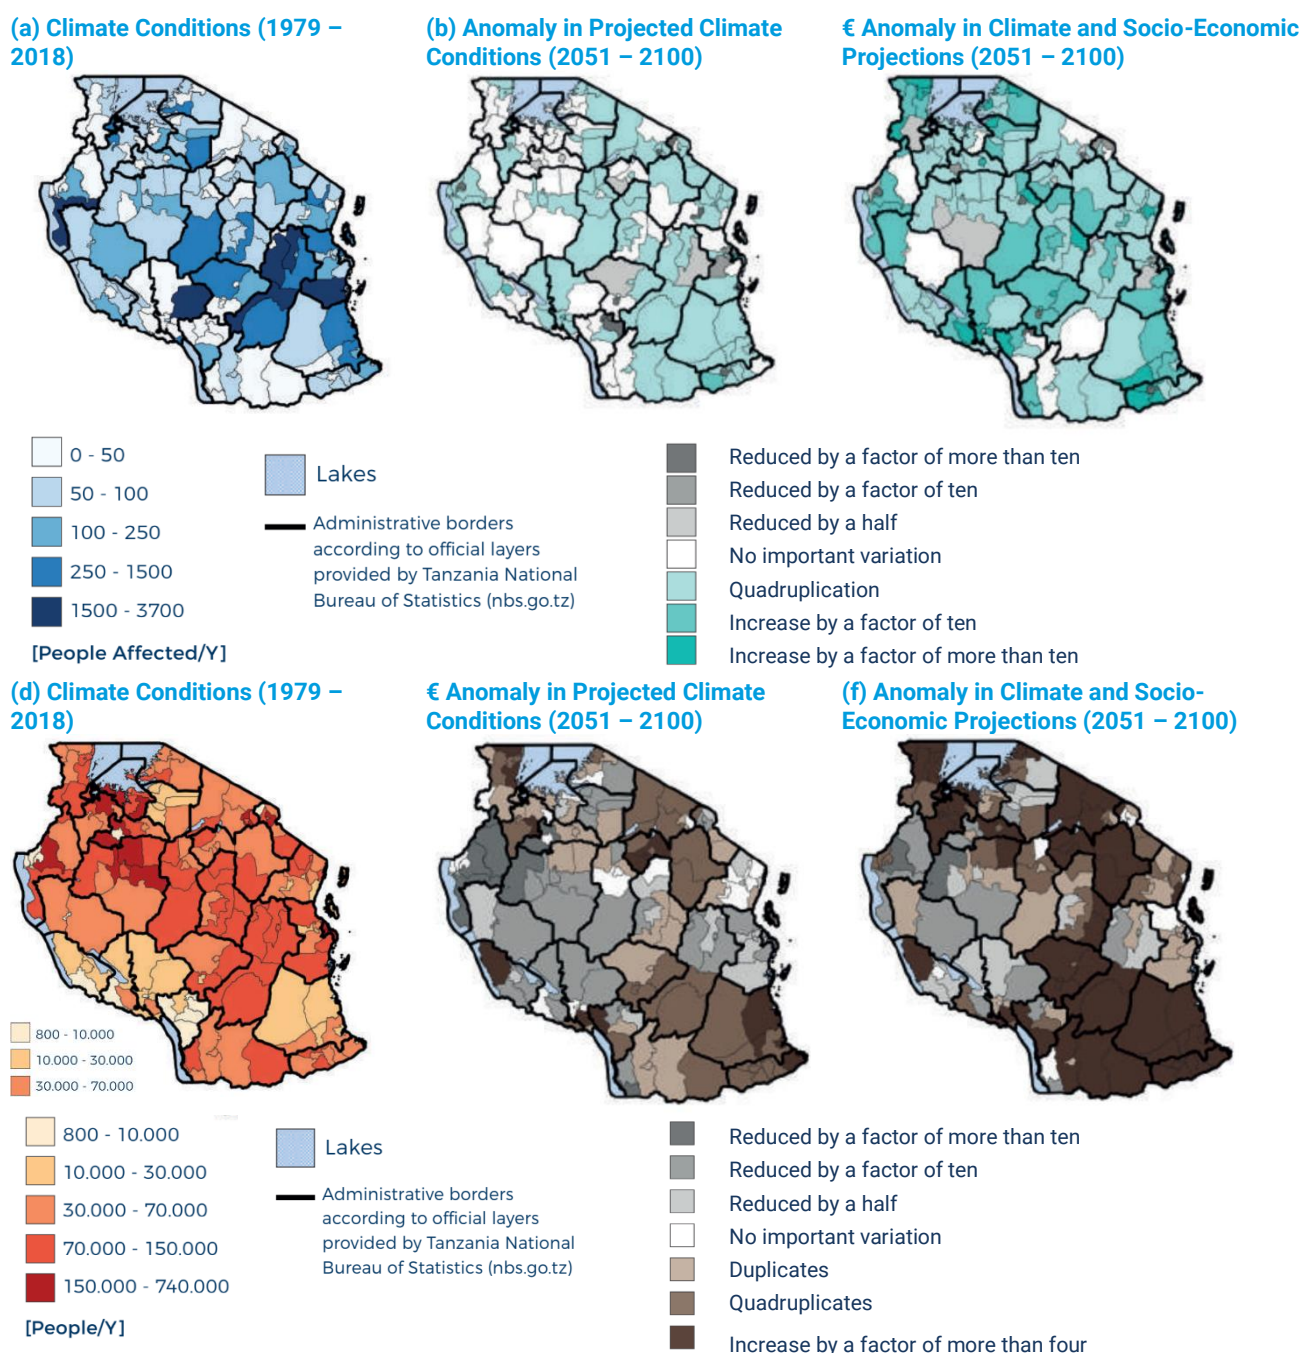 (a) Climate Conditions (1979 –
2018)
(b) Anomaly in Projected Climate
Conditions (2051 – 2100)
€ Anomaly in Climate and Socio-Economic
Projections (2051 – 2100)
0 - 50
50 - 100
100 - 250
250 - 1500
1500 - 3700
[People Affected/Y]
Lakes
Administrative borders
according to official layers
provided by Tanzania National
Bureau of Statistics (nbs.go.tz)
Reduced by a factor of more than ten
Reduced by a factor of ten
Reduced by a half
No important variation
Quadruplication
Increase by a factor of ten
Increase by a factor of more than ten
(d) Climate Conditions (1979 –
2018)
€ Anomaly in Projected Climate
Conditions (2051 – 2100)
(f) Anomaly in Climate and Socio-
Economic Projections (2051 – 2100)
800 - 10.000
10.000 - 30.000
30.000 - 70.000
800 - 10.000
10.000 - 30.000
30.000 - 70.000
70.000 - 150.000
150.000 - 740.000
[People/Y]
Lakes
Administrative borders
according to official layers
provided by Tanzania National
Bureau of Statistics (nbs.go.tz)
Reduced by a factor of more than ten
Reduced by a factor of ten
Reduced by a half
No important variation
Duplicates
Quadruplicates
Increase by a factor of more than four